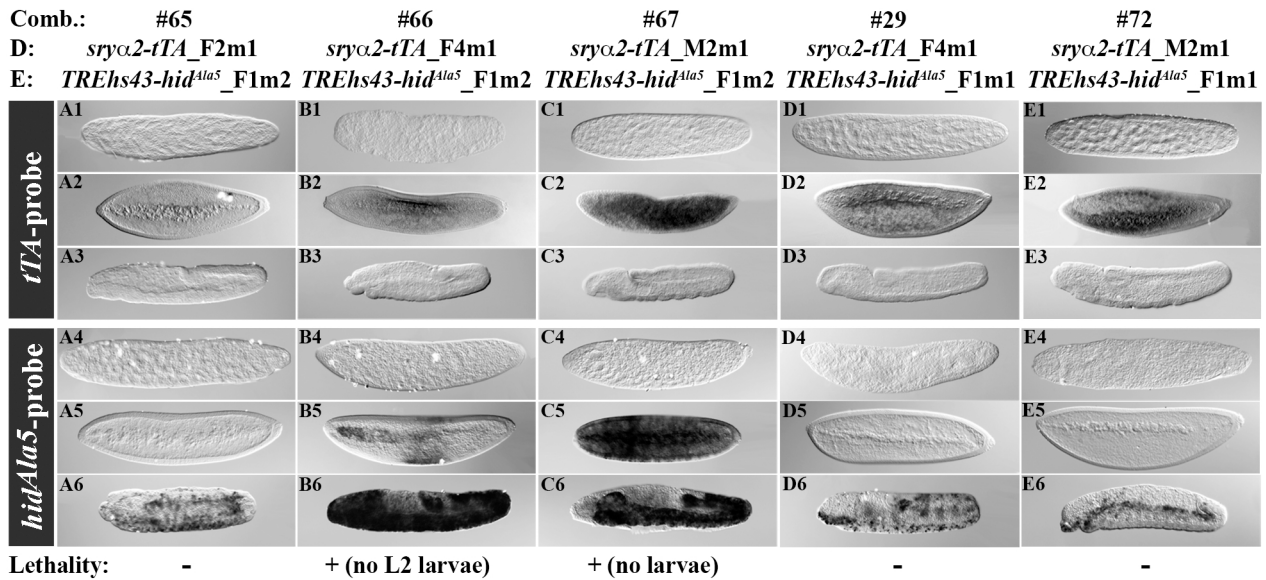 Comb.: #65 #66 #67 #29 #72
D: sryα2-tTA_F2m1 sryα2-tTA_F4m1 sryα2-tTA_M2m1 sryα2-tTA_F4m1 sryα2-tTA_M2m1
E: TREhs43-hidAla5_F1m2 TREhs43-hidAla5_F1m2 TREhs43-hidAla5_F1m2 TREhs43-hidAla5_F1m1 TREhs43-hidAla5_F1m1
tTA-probe
A1 B1 C1 D1 E1
A2 B2 C2 D2 E2
A3 B3 C3 D3 E3
hidAla5-probe
A4 B4 C4 D4 E4
A5 B5 C5 D5 E5
A6 B6 C6 D6 E6
Lethality: - + (no L2 larvae) + (no larvae) - -